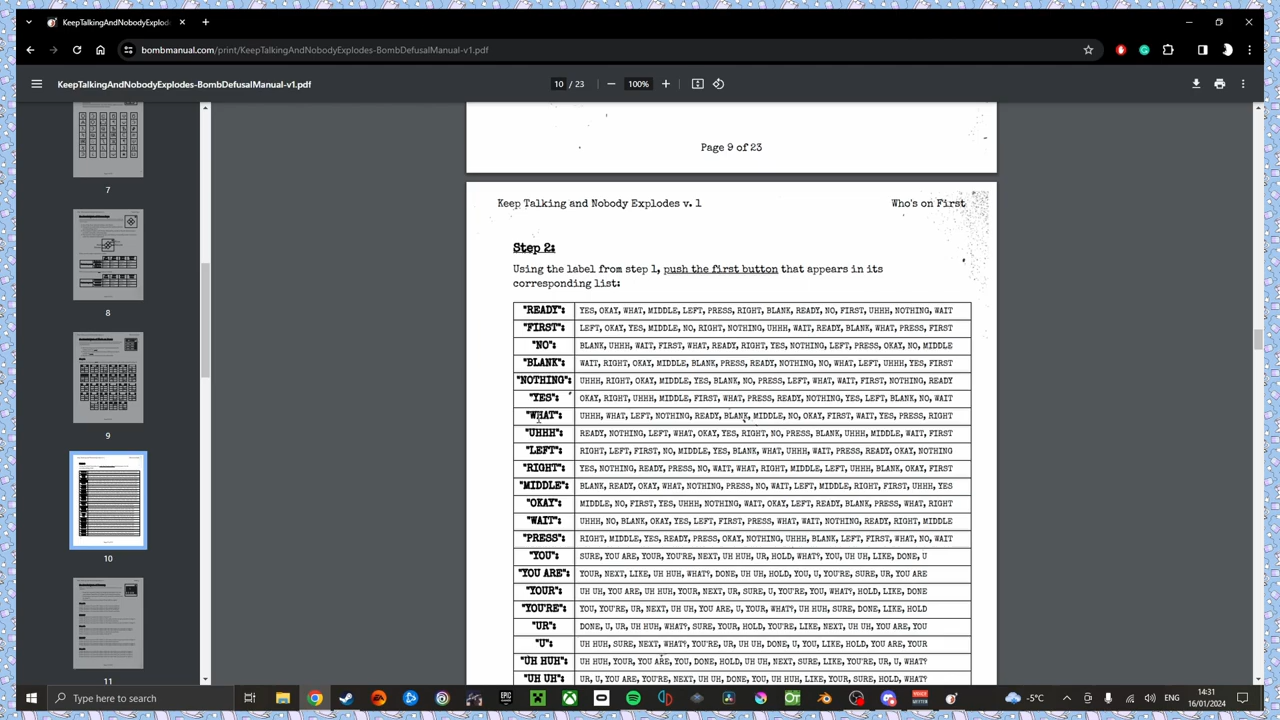 KeepTalkingAndNobodyExplod
bombmanual.com/print/KeepTalkingAndNobodyExplodes-BombDefusalManual-v1.pdf
KeepTalkingAndNobodyExplodes-BombDefusalManual-v1.pdf
10 / 23
100%
7
8
9
10
11
Page 9 of 23
Keep Talking and Nobody Explodes v. 1
Who's on First
Step 2:
Using the label from step 1, push the first button that appears in its
corresponding list:
"READY": YES, OKAY, WHAT, MIDDLE, LEFT, PRESS, RIGHT, BLANK, READY, NO, FIRST, UHHH, NOTHING, WAIT
"FIRST": LEFT, OKAY, YES, MIDDLE, NO, RIGHT, NOTHING, UHHH, WAIT, READY, BLANK, WHAT, PRESS, FIRST
"NO": BLANK, UHHH, WAIT, FIRST, WHAT, READY, RIGHT, YES, NOTHING, LEFT, PRESS, OKAY, NO, MIDDLE
"BLANK": WAIT, RIGHT, OKAY, MIDDLE, BLANK, PRESS, READY, NOTHING, NO, WHAT, LEFT, UHHH, YES, FIRST
"NOTHING": UHHH, RIGHT, OKAY, MIDDLE, YES, BLANK, NO, PRESS, LEFT, WHAT, WAIT, FIRST, NOTHING, READY
"YES": OKAY, RIGHT, UHHH, MIDDLE, FIRST, WHAT, PRESS, READY, NOTHING, YES, LEFT, BLANK, NO, WAIT
"WHAT": UHHH, WHAT, LEFT, NOTHING, READY, BLANK, MIDDLE, NO, OKAY, FIRST, WAIT, YES, PRESS, RIGHT
"UHHH": READY, NOTHING, LEFT, WHAT, OKAY, YES, RIGHT, NO, PRESS, BLANK, UHHH, MIDDLE, WAIT, FIRST
"LEFT": RIGHT, LEFT, FIRST, NO, MIDDLE, YES, BLANK, WHAT, UHHH, WAIT, PRESS, READY, OKAY, NOTHING
"RIGHT": YES, NOTHING, READY, PRESS, NO, WAIT, WHAT, RIGHT, MIDDLE, LEFT, UHHH, BLANK, OKAY, FIRST
"MIDDLE": BLANK, READY, OKAY, WHAT, NOTHING, PRESS, NO, WAIT, LEFT, MIDDLE, RIGHT, FIRST, UHHH, YES
"OKAY": MIDDLE, NO, FIRST, YES, UHHH, NOTHING, WAIT, OKAY, LEFT, READY, BLANK, PRESS, WHAT, RIGHT
"WAIT": UHHH, NO, BLANK, OKAY, YES, LEFT, FIRST, PRESS, WHAT, WAIT, NOTHING, READY, RIGHT, MIDDLE
"PRESS": RIGHT, MIDDLE, YES, READY, PRESS, OKAY, NOTHING, UHHH, BLANK, LEFT, FIRST, WHAT, NO, WAIT
"YOU": SURE, YOU ARE, YOUR, YOU'RE, NEXT, UH HUH, UR, HOLD, WHAT?, YOU, UH UH, LIKE, DONE, U
"YOU ARE": YOUR, NEXT, LIKE, UH HUH, WHAT?, DONE, UH UH, HOLD, YOU, U, YOU'RE, SURE, UR, YOU ARE
"YOUR": UH UH, YOU ARE, UH HUH, YOUR, NEXT, UR, SURE, U, YOU'RE, YOU, WHAT?, HOLD, LIKE, DONE
"YOU'RE": YOU, YOU'RE, UR, NEXT, UH UH, YOU ARE, U, YOUR, WHAT?, UH HUH, SURE, DONE, LIKE, HOLD
"UR": DONE, U, UR, UH HUH, WHAT?, SURE, YOUR, HOLD, YOU'RE, LIKE, NEXT, UH UH, YOU ARE, YOU
"U": UH HUH, SURE, NEXT, WHAT?, YOU'RE, UR, UH UH, DONE, U, YOU, LIKE, HOLD, YOU ARE, YOUR
"UH HUH": UH HUH, YOUR, YOU ARE, YOU, DONE, HOLD, UH UH, NEXT, SURE, LIKE, YOU'RE, UR, U, WHAT?
"UH UH": UR, U, YOU ARE, YOU'RE, NEXT, UH UH, DONE, YOU, UH HUH, LIKE, YOUR, SURE, HOLD, WHAT?
Type here to search
-5°C
ENG
14:31
16/01/2024